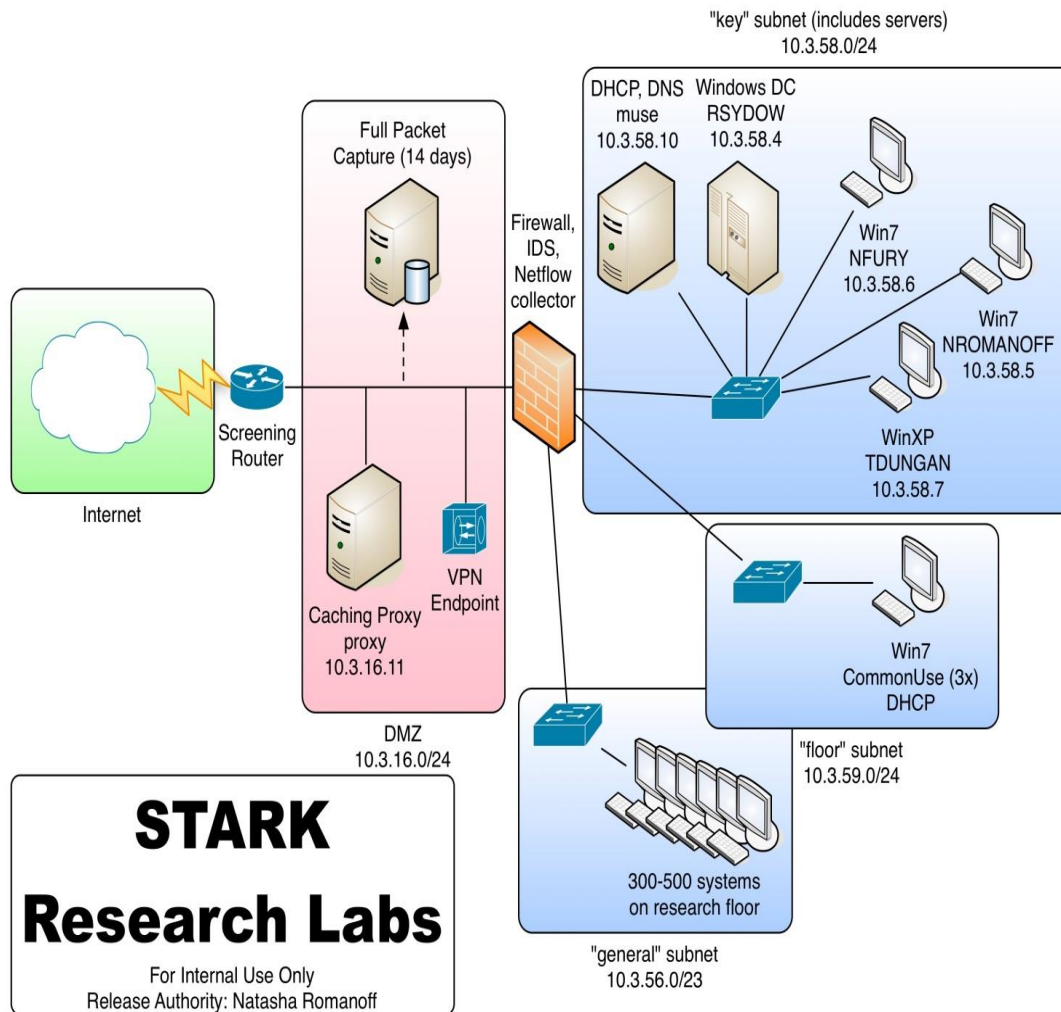 "key" subnet (includes servers)
10.3.58.0/24
DHCP, DNS
muse
10.3.58.10
Windows DC
RSYDOW
10.3.58.4
Win7
NFURY
10.3.58.6
Win7
NROMANOFF
10.3.58.5
WinXP
TDUNGAN
10.3.58.7
Full Packet
Capture (14 days)
Firewall,
IDS,
Netflow
collector
Internet
Screening
Router
Caching Proxy
proxy
10.3.16.11
VPN
Endpoint
DMZ
10.3.16.0/24
Win7
CommonUse (3x)
DHCP
"floor" subnet
10.3.59.0/24
300-500 systems
on research floor
"general" subnet
10.3.56.0/23
STARK
Research Labs
For Internal Use Only
Release Authority: Natasha Romanoff